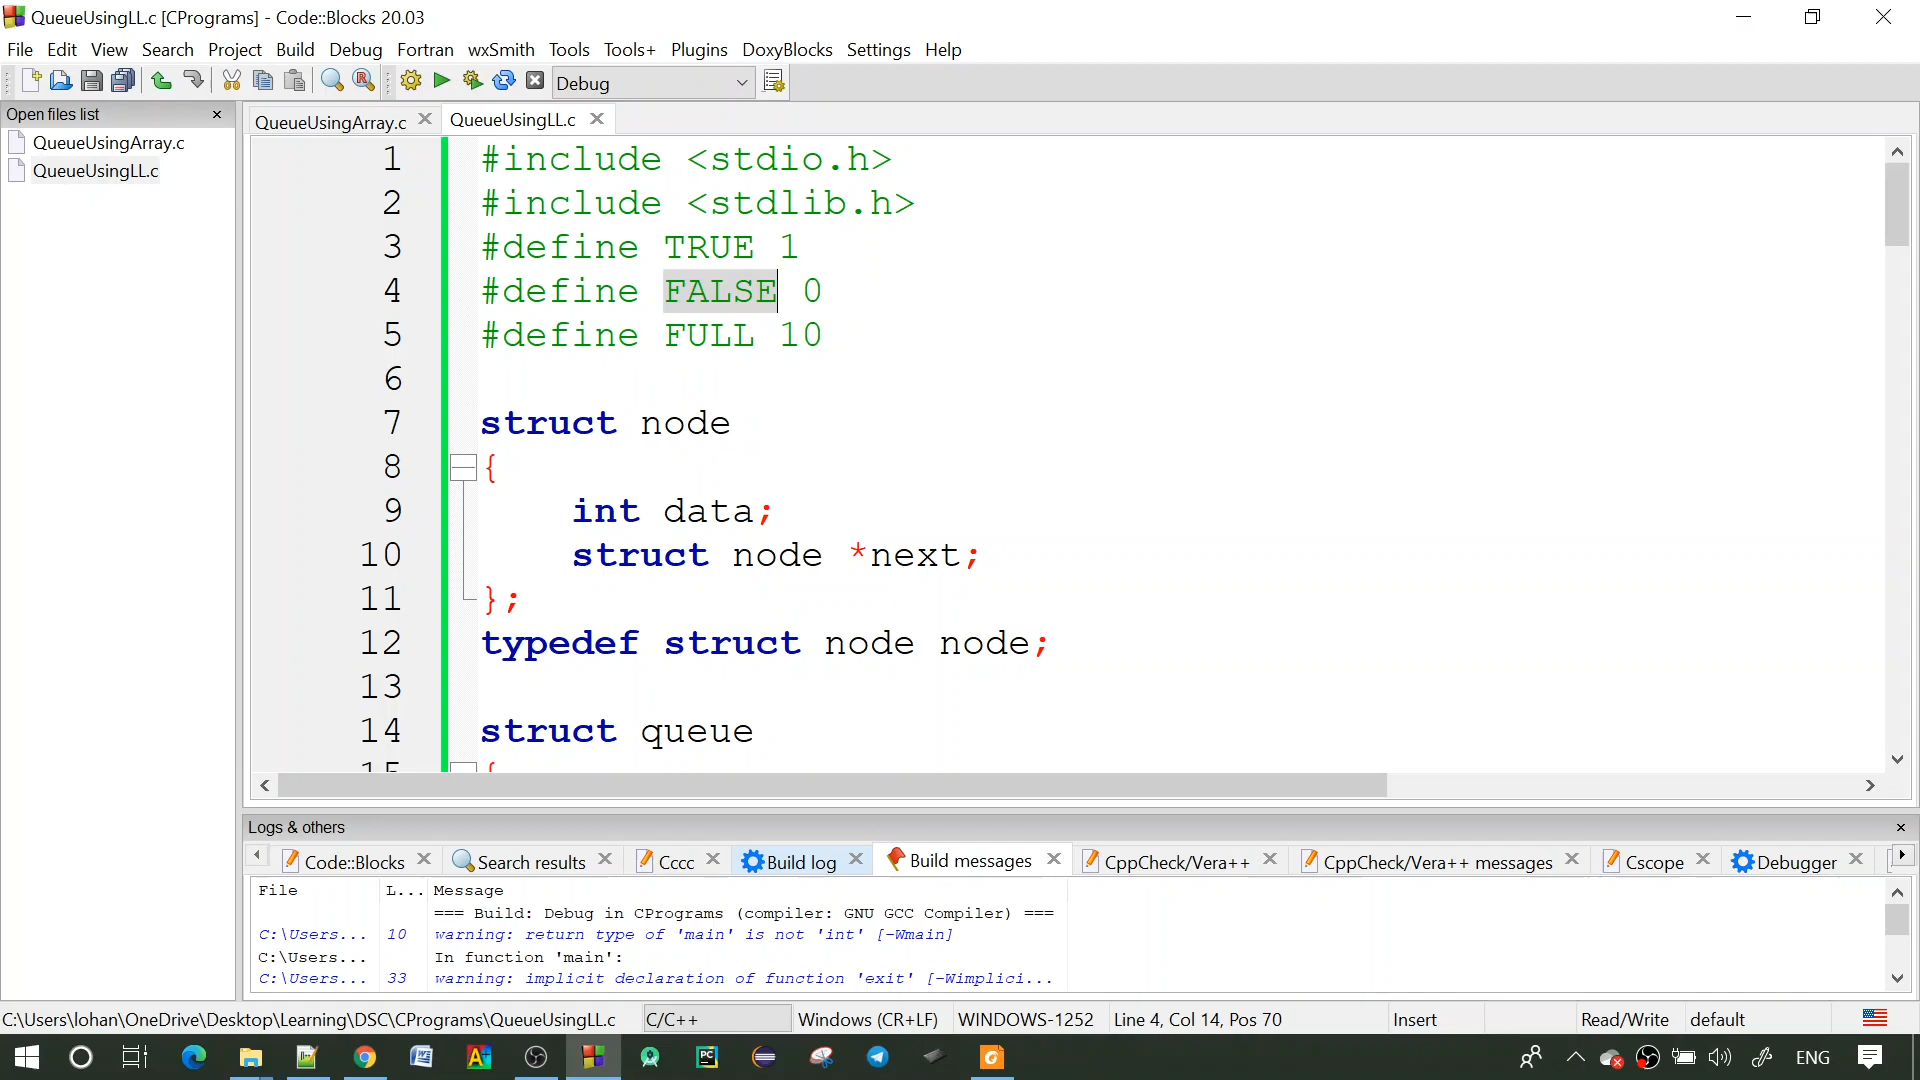 QueueUsingLL.c [CPrograms] - Code::Blocks 20.03
File Edit View Search Project Build Debug Fortran wxSmith Tools Tools+ Plugins DoxyBlocks Settings Help
Debug
Open files list
QueueUsingArray.c
QueueUsingLL.c
QueueUsingArray.c QueueUsingLL.c
1 #include <stdio.h>
2 #include <stdlib.h>
3 #define TRUE 1
4 #define FALSE 0
5 #define FULL 10
6
7 struct node
8 {
9 int data;
10 struct node *next;
11 };
12 typedef struct node node;
13
14 struct queue
15 {
Logs & others
Code::Blocks Search results Cccc Build log Build messages CppCheck/Vera++ CppCheck/Vera++ messages Cscope Debugger
File L... Message
=== Build: Debug in CPrograms (compiler: GNU GCC Compiler) ===
C:\Users... 10 warning: return type of 'main' is not 'int' [-Wmain]
C:\Users... In function 'main':
C:\Users... 33 warning: implicit declaration of function 'exit' [-Wimplici...
C:\Users\lohan\OneDrive\Desktop\Learning\DSC\CPrograms\QueueUsingLL.c C/C++ Windows (CR+LF) WINDOWS-1252 Line 4, Col 14, Pos 70 Insert Read/Write default
ENG